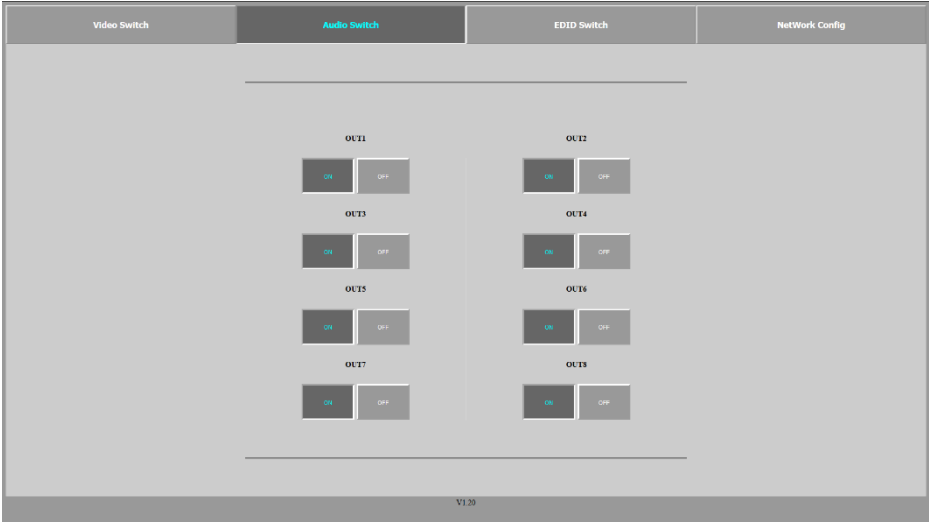 Video Switch Audio Switch EDID Switch NetWork Config
OUT1 OUT2
ON OFF ON OFF
OUT3 OUT4
ON OFF ON OFF
OUT5 OUT6
ON OFF ON OFF
OUT7 OUT8
ON OFF ON OFF
V1.20